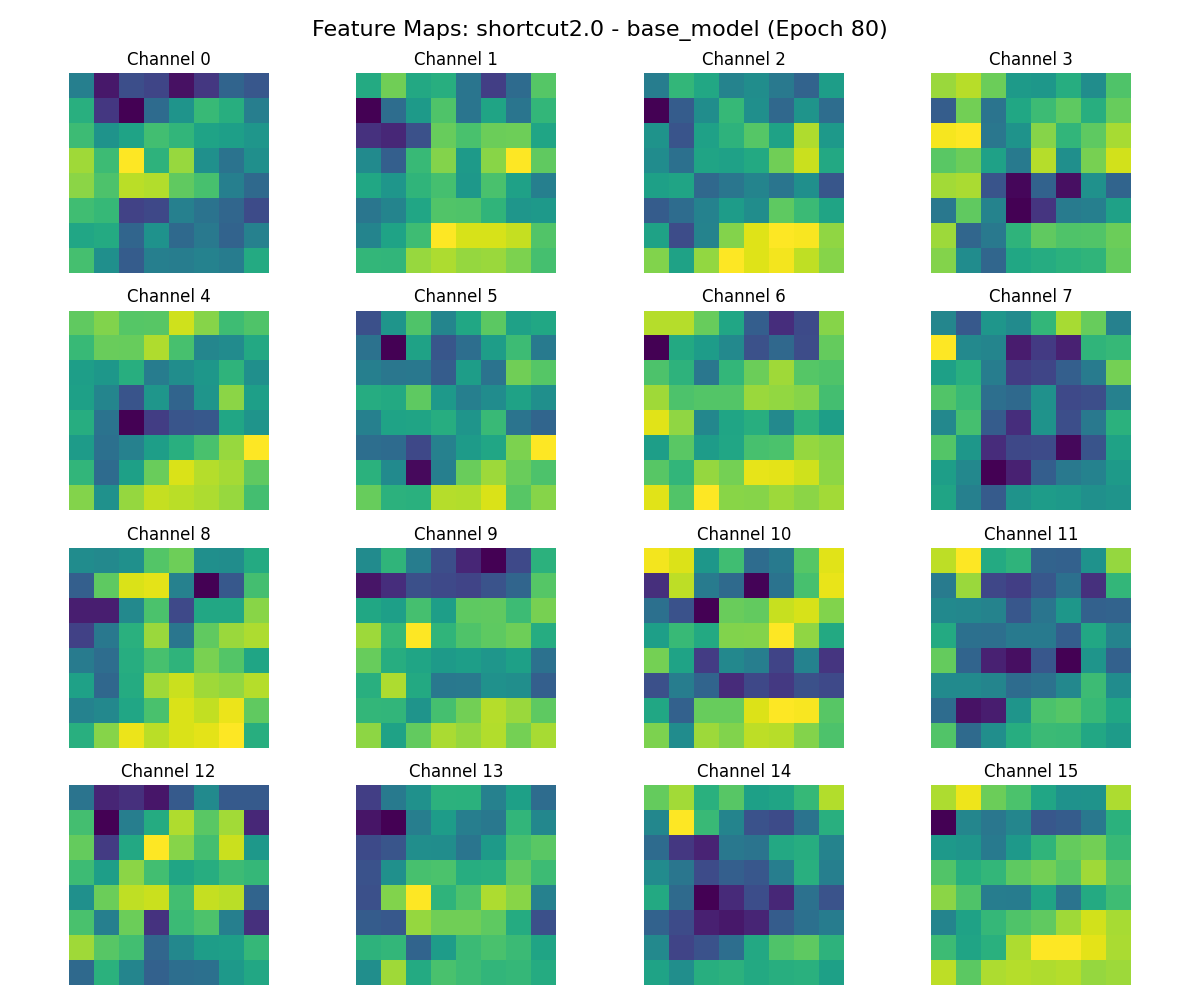 Feature Maps: shortcut2.0 - base_model (Epoch 80)
Channel 0 Channel 1 Channel 2 Channel 3
Channel 4 Channel 5 Channel 6 Channel 7
Channel 8 Channel 9 Channel 10 Channel 11
Channel 12 Channel 13 Channel 14 Channel 15